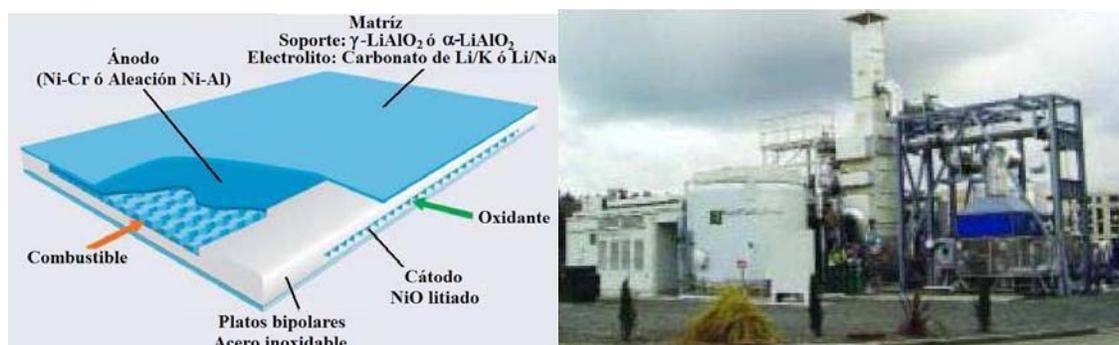 Matríz
Soporte: γ-LiAlO₂ ó α-LiAlO₂
Electrolito: Carbonato de Li/K ó Li/Na
Ánodo
(Ni-Cr ó Aleación Ni-Al)
Oxidante
Combustible
Cátodo
NiO litiado
Platos bipolares
Acero inoxidable